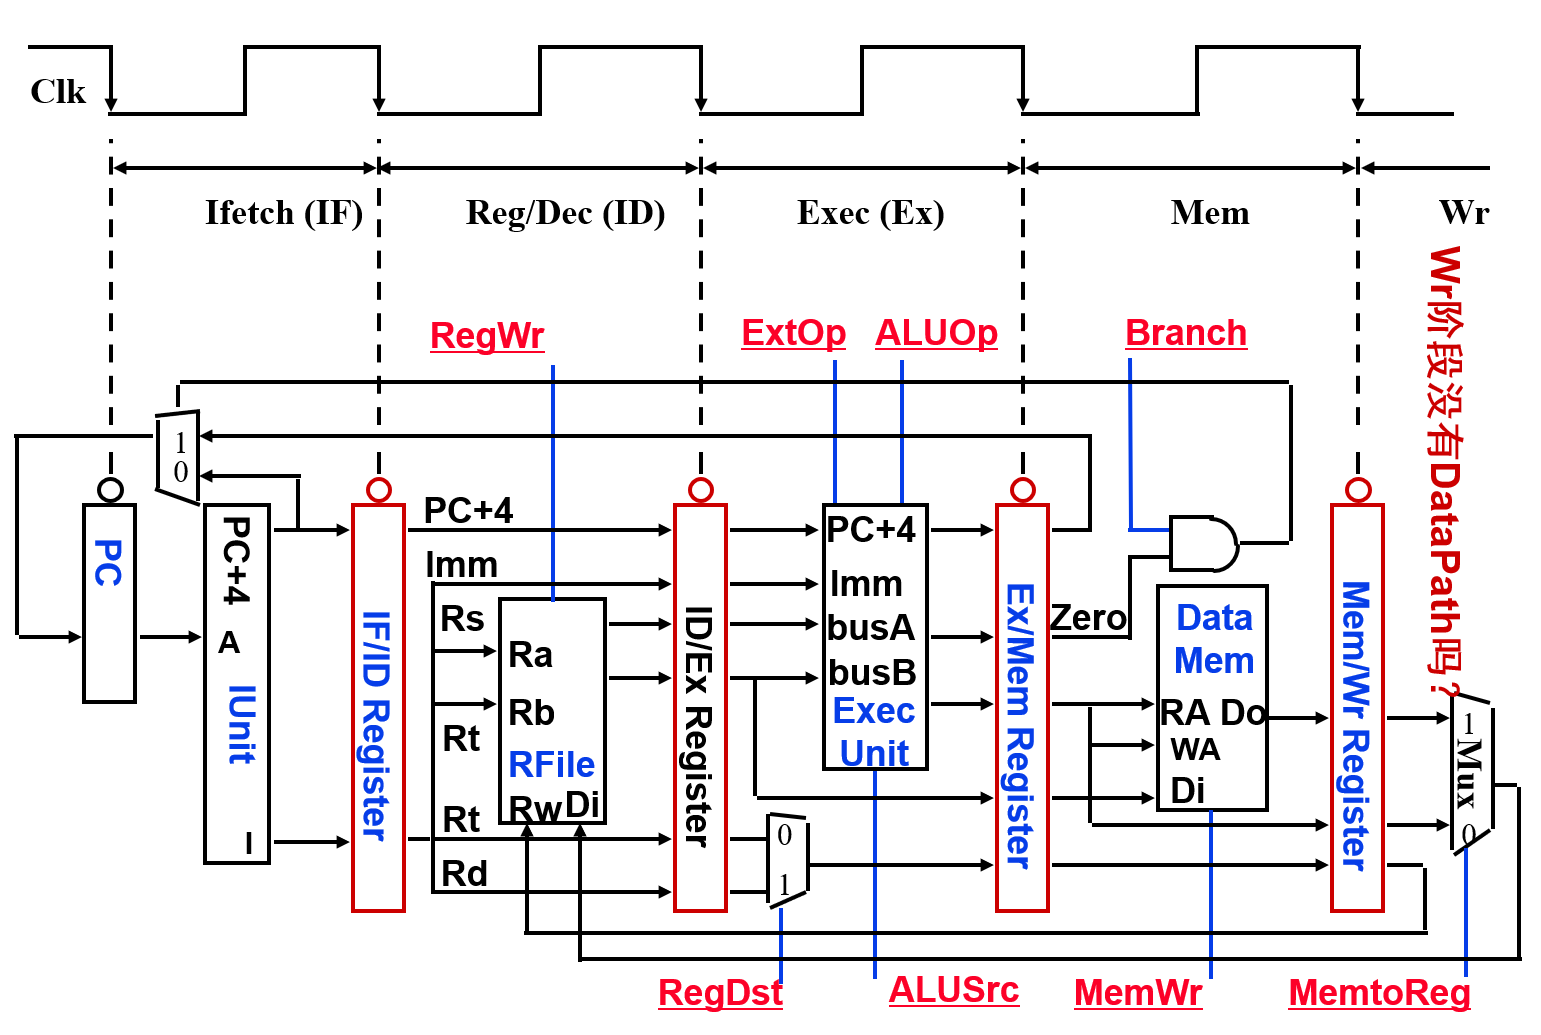 Clk
Ifetch (IF)
Reg/Dec (ID)
Exec (Ex)
Mem
Wr
Wr阶段没有DataPath吗?
RegWr
ExtOp
ALUOp
Branch
1
0
PC
PC+4
A
IUnit
I
IF/ID Register
PC+4
Imm
Rs
Rt
Rt
Rd
Ra
Rb
RFile
Rw Di
ID/Ex Register
PC+4
Imm
busA
busB
Exec
Unit
0
1
Ex/Mem Register
Zero
Data
Mem
RA Do
WA
Di
Mem/Wr Register
1
Mux
0
RegDst
ALUSrc
MemWr
MemtoReg